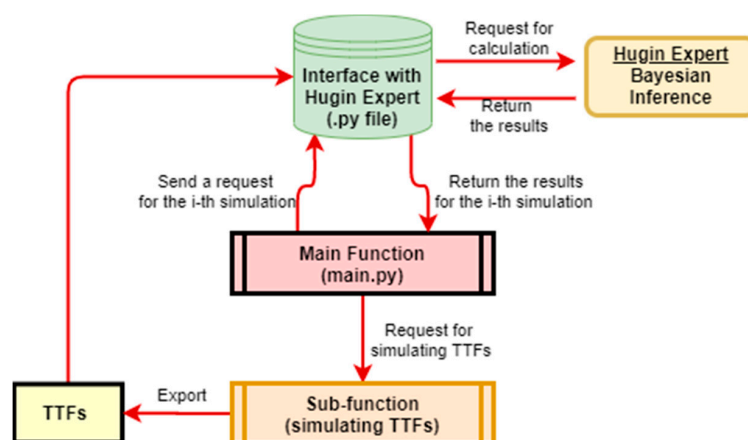 Request for
calculation
Hugin Expert
Bayesian
Inference
Interface with
Hugin Expert
(.py file)
Return
the results
Send a request
for the i-th simulation
Return the results
for the i-th simulation
Main Function
(main.py)
Request for
simulating TTFs
TTFs
Export
Sub-function
(simulating TTFs)